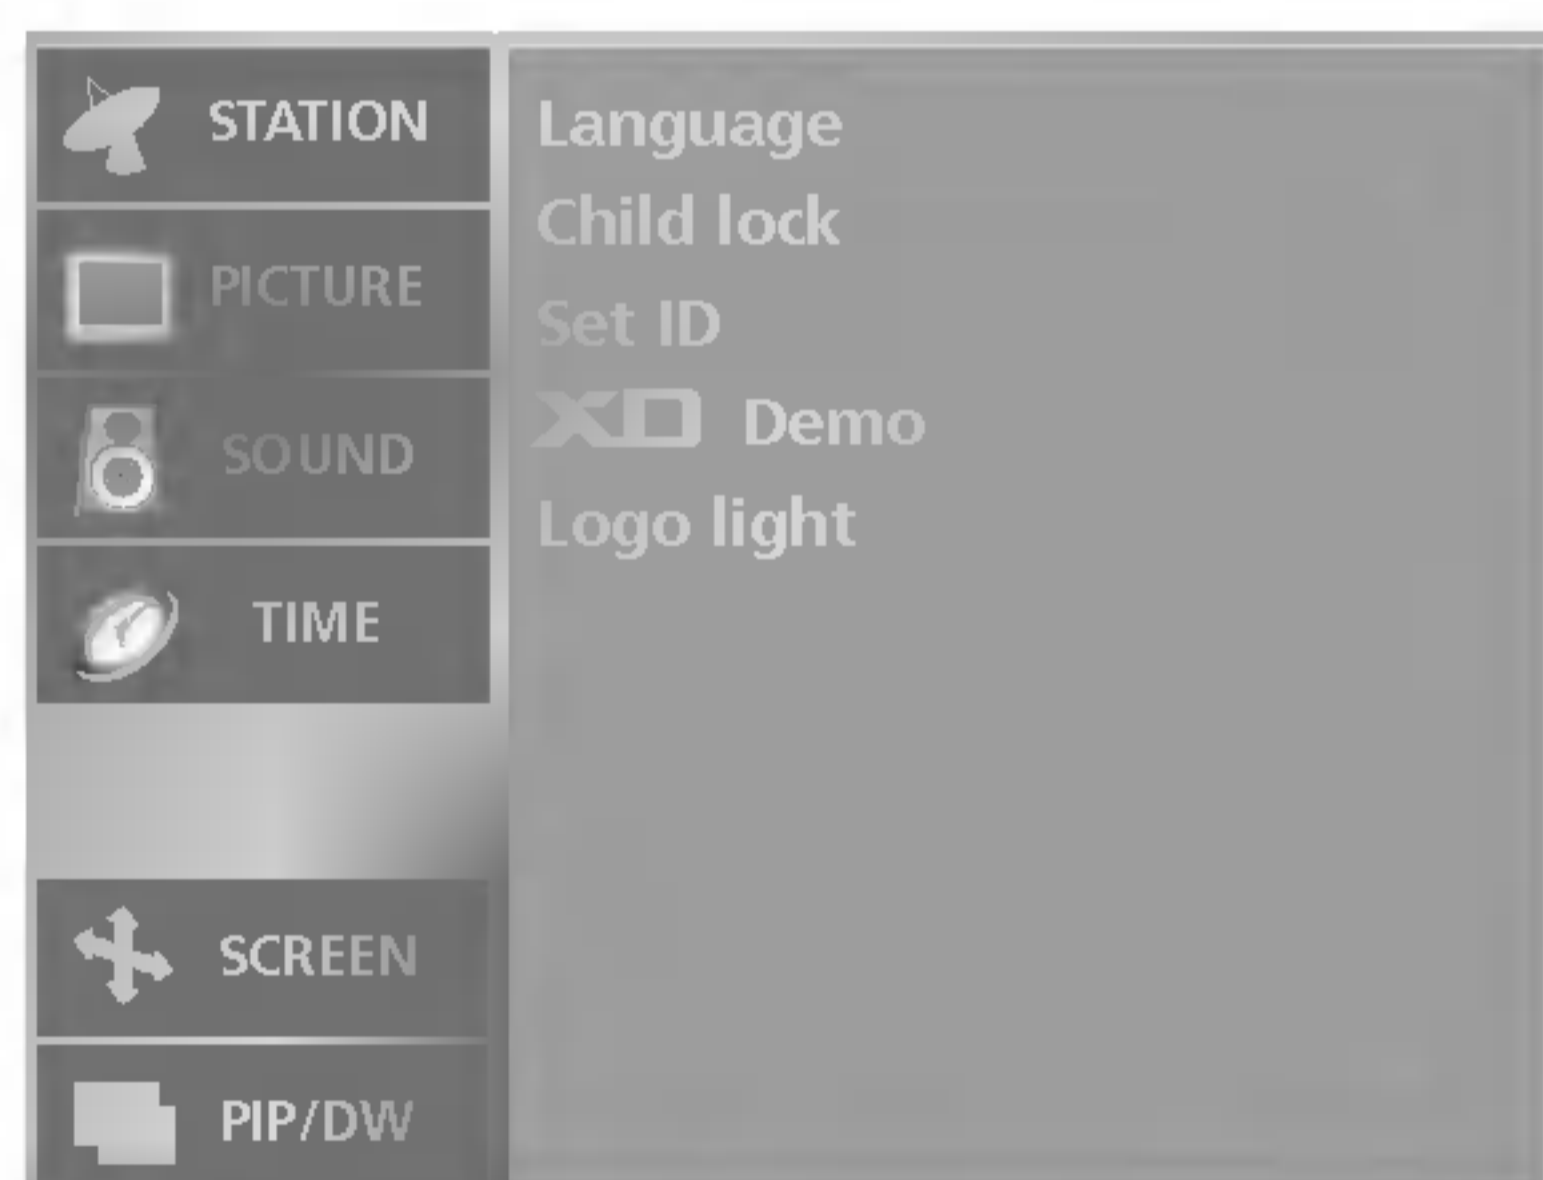 STATION
PICTURE
SOUND
TIME
SCREEN
PIP/DW
Language
Child lock
Set ID
XD Demo
Logo light